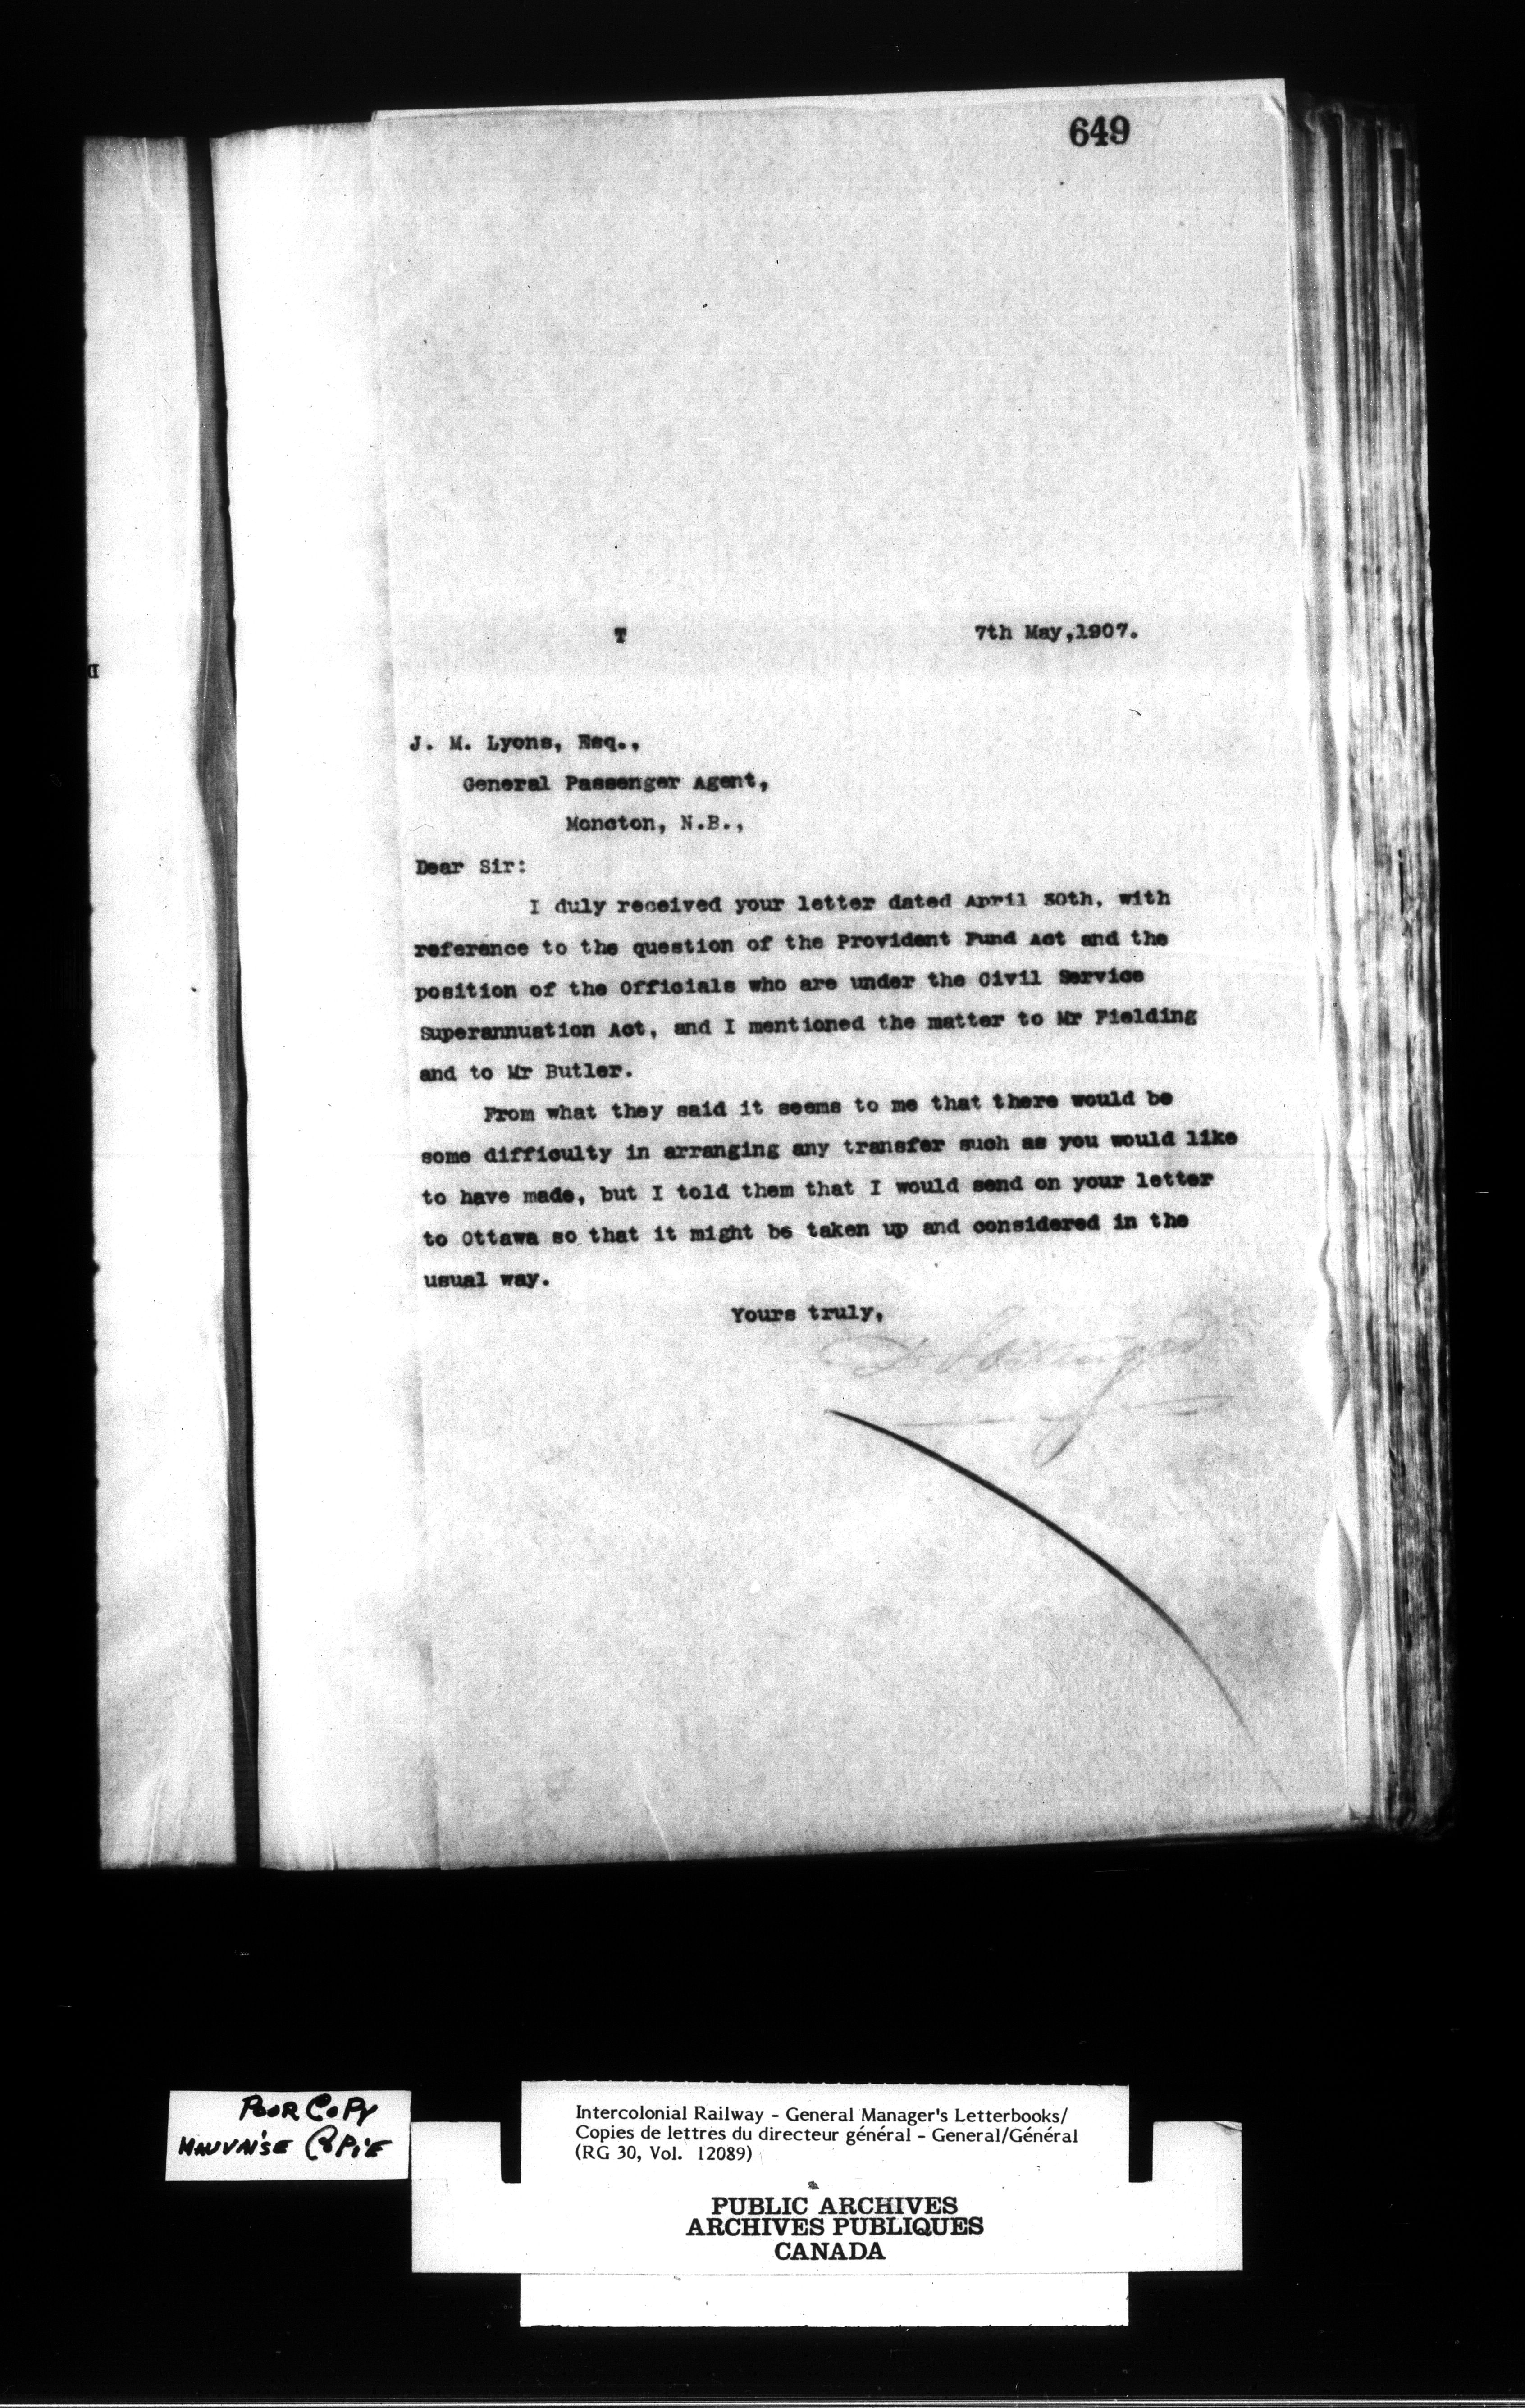 649
T 7th May,1907.
J. M. Lyons, Esq.,
General Passenger Agent,
Moncton, N.B.,
Dear Sir:
I duly received your letter dated April 30th, with
reference to the question of the Provident Fund Act and the
position of the Officials who are under the Civil Service
Superannuation Act, and I mentioned the matter to Mr Fielding
and to Mr Butler.
From what they said it seems to me that there would be
some difficulty in arranging any transfer such as you would like
to have made, but I told them that I would send on your letter
to Ottawa so that it might be taken up and considered in the
usual way.
Yours truly,
POOR COPY
MAUVAISE COPIE
Intercolonial Railway - General Manager's Letterbooks/
Copies de lettres du directeur général - General/Général
(RG 30, Vol. 12089)
PUBLIC ARCHIVES
ARCHIVES PUBLIQUES
CANADA